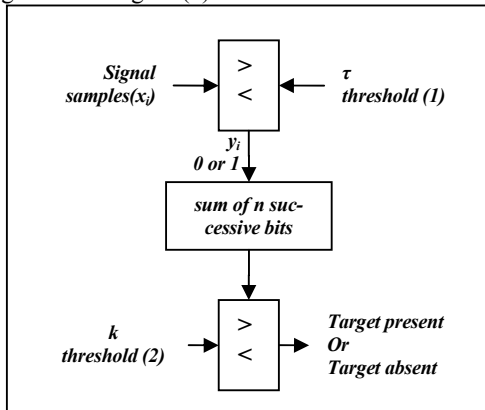 Signal
samples(xᵢ)
>
<
τ
threshold (1)
yᵢ
0 or 1
sum of n suc-
cessive bits
k
threshold (2)
>
<
Target present
Or
Target absent